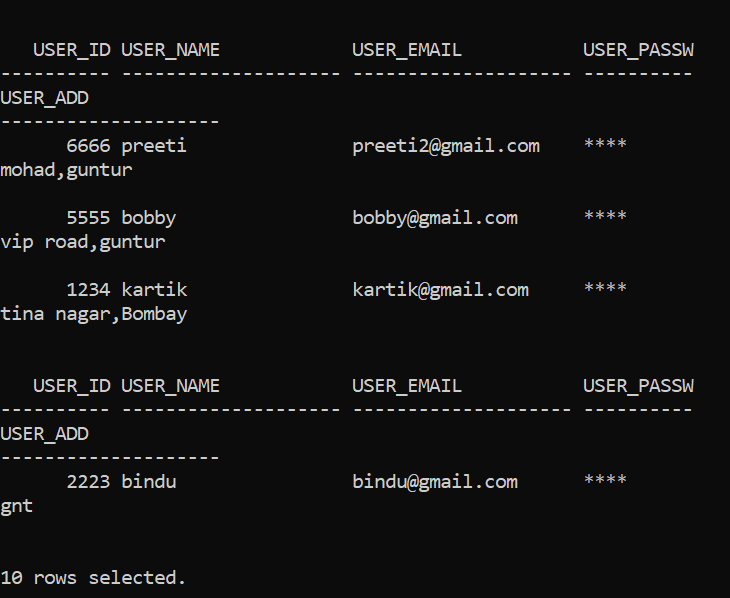 USER_ID USER_NAME            USER_EMAIL           USER_PASSW
---------- -------------------- -------------------- ----------
USER_ADD
--------------------
      6666 preeti               preeti2@gmail.com    ****
mohad,guntur
      5555 bobby                bobby@gmail.com      ****
vip road,guntur
      1234 kartik               kartik@gmail.com     ****
tina nagar,Bombay
   USER_ID USER_NAME            USER_EMAIL           USER_PASSW
---------- -------------------- -------------------- ----------
USER_ADD
--------------------
      2223 bindu                bindu@gmail.com      ****
gnt
10 rows selected.